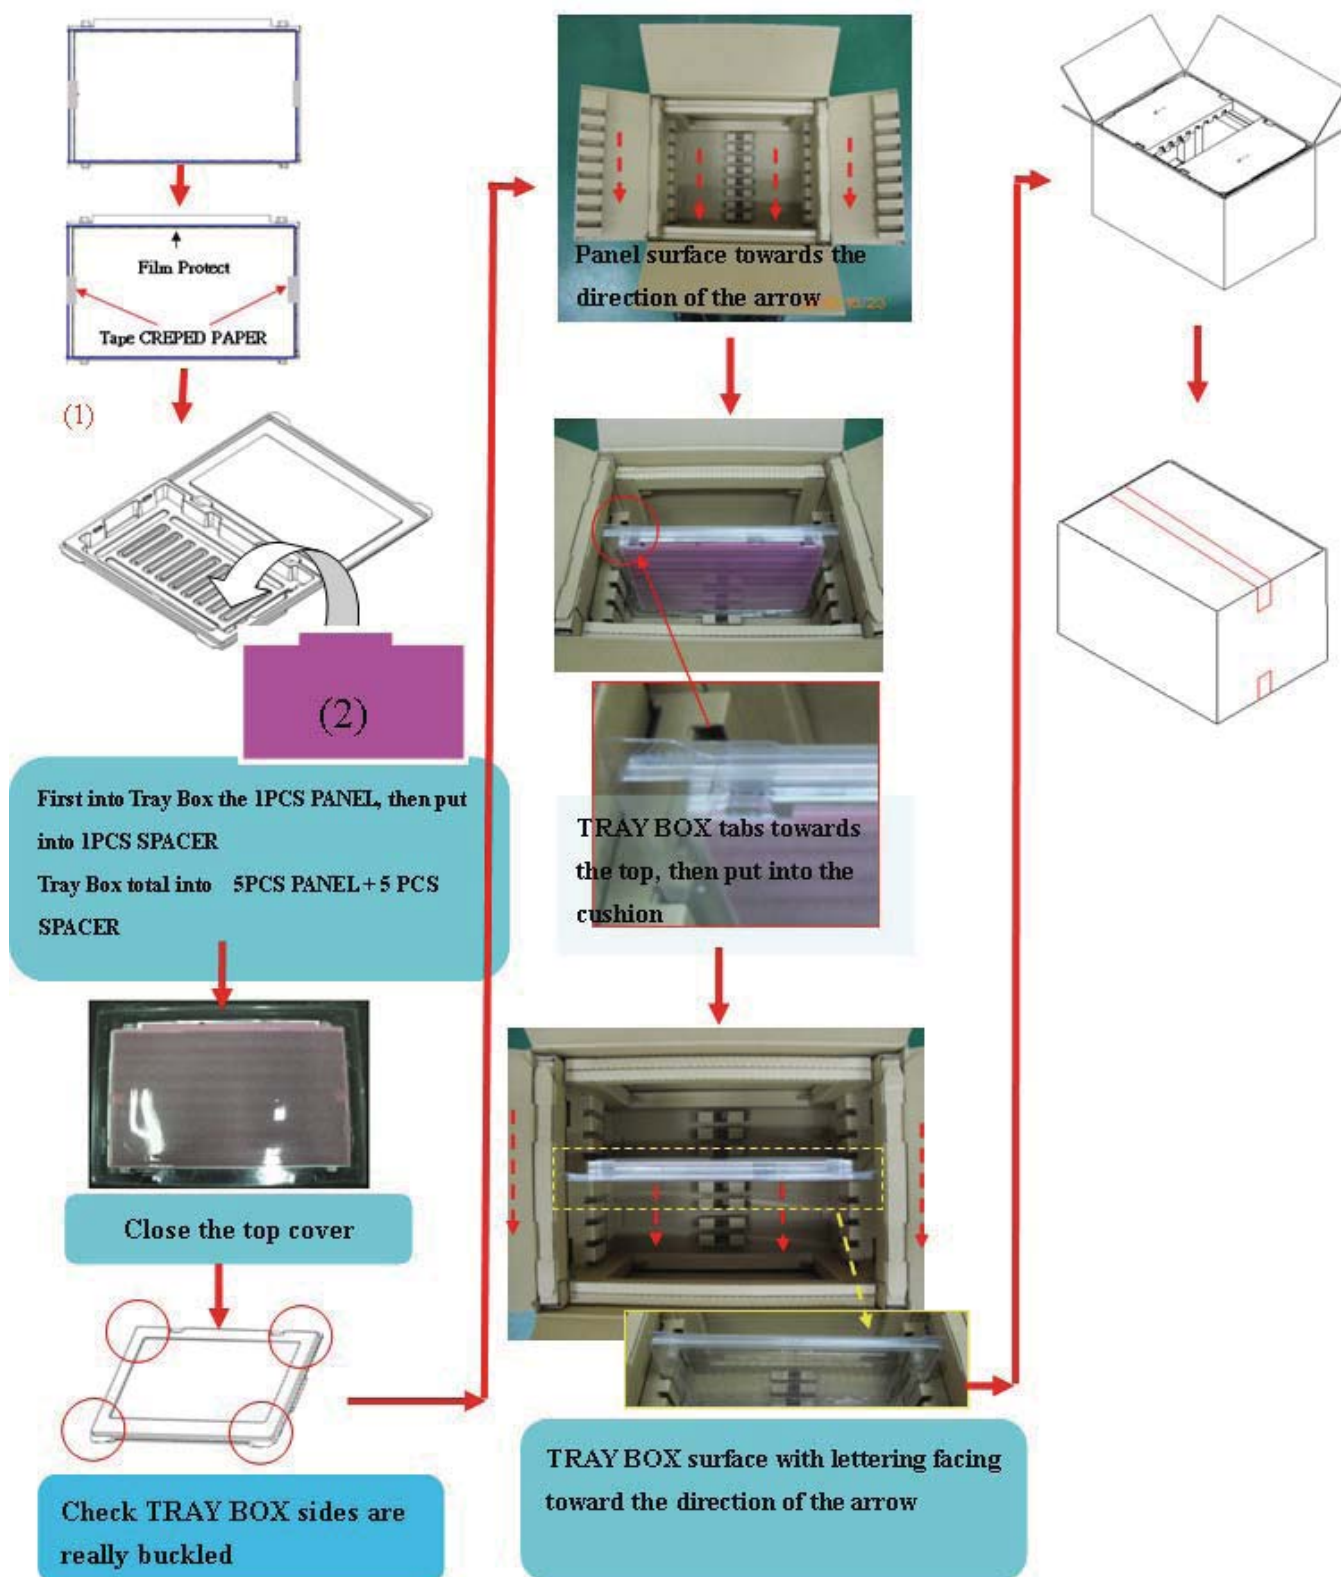 Film Protect
Tape CREPED PAPER
(1)
(2)
First into Tray Box the 1PCS PANEL, then put
into 1PCS SPACER
Tray Box total into 5PCS PANEL + 5 PCS
SPACER
Close the top cover
Check TRAY BOX sides are
really buckled
Panel surface towards the
direction of the arrow
TRAY BOX tabs towards
the top, then put into the
cushion
TRAY BOX surface with lettering facing
toward the direction of the arrow